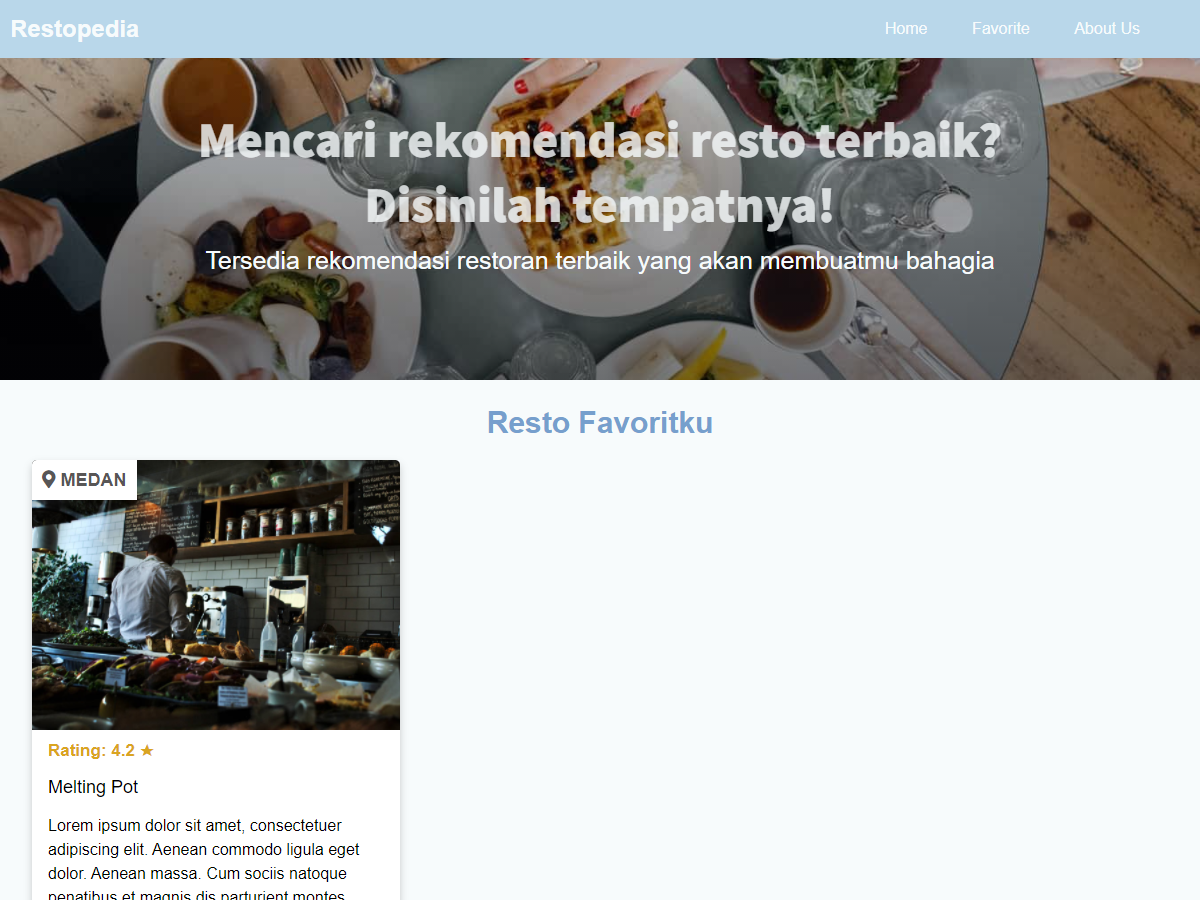 Restopedia
Home Favorite About Us
Mencari rekomendasi resto terbaik?
Disinilah tempatnya!
Tersedia rekomendasi restoran terbaik yang akan membuatmu bahagia
Resto Favoritku
MEDAN
Rating: 4.2 ★
Melting Pot
Lorem ipsum dolor sit amet, consectetuer
adipiscing elit. Aenean commodo ligula eget
dolor. Aenean massa. Cum sociis natoque
penatibus et magnis dis parturient montes,